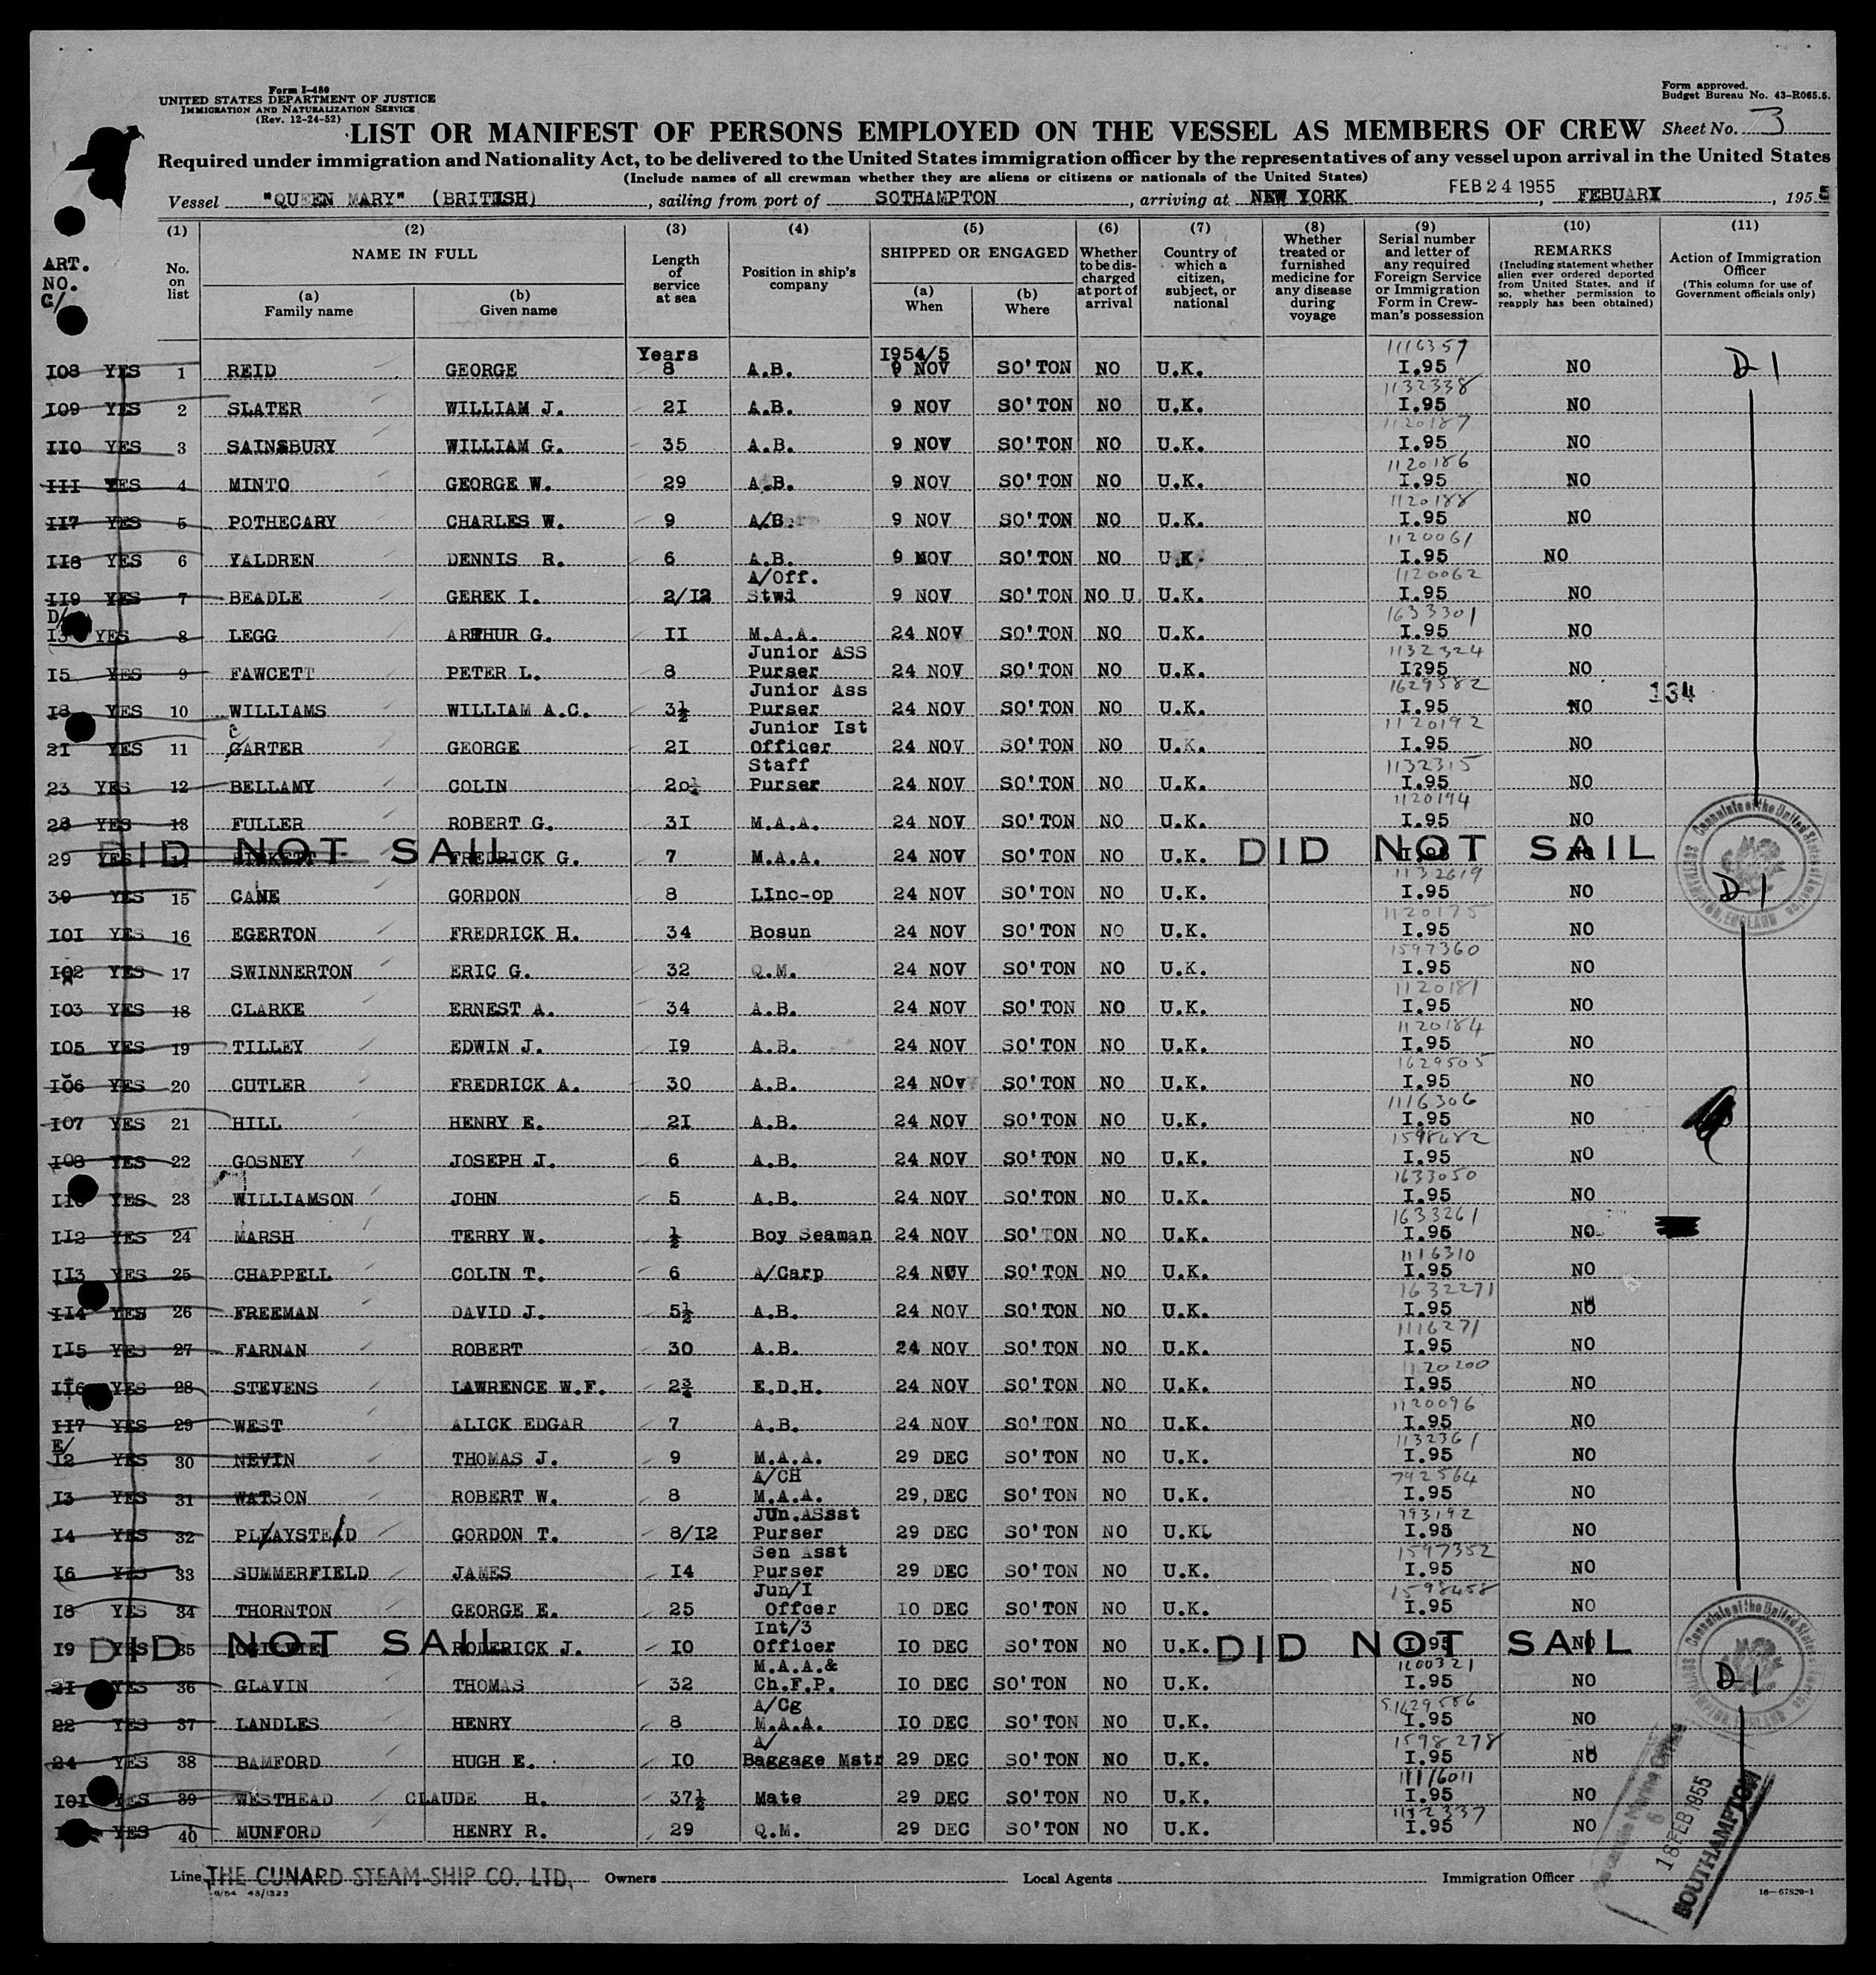 Form I-480
UNITED STATES DEPARTMENT OF JUSTICE
IMMIGRATION AND NATURALIZATION SERVICE
(Rev. 12-24-52)
Form approved.
Budget Bureau No. 43-R065.5.
LIST OR MANIFEST OF PERSONS EMPLOYED ON THE VESSEL AS MEMBERS OF CREW Sheet No. 3
Required under immigration and Nationality Act, to be delivered to the United States immigration officer by the representatives of any vessel upon arrival in the United States
(Include names of all crewman whether they are aliens or citizens or nationals of the United States)
Vessel "QUEEN MARY" (BRITISH), sailing from port of SOTHAMPTON, arriving at NEW YORK FEB 24 1955, FEBUARY, 1955
ART. NO. C/
(1) No. on list
(2) NAME IN FULL
(a) Family name
(b) Given name
(3) Length of service at sea
(4) Position in ship's company
(5) SHIPPED OR ENGAGED
(a) When
(b) Where
(6) Whether to be discharged at port of arrival
(7) Country of which a citizen, subject, or national
(8) Whether treated or furnished medicine for any disease during voyage
(9) Serial number and letter of any required Foreign Service or Immigration Form in Crewman's possession
(10) REMARKS (Including statement whether alien ever ordered deported from United States, and if so, whether permission to reapply has been obtained)
(11) Action of Immigration Officer (This column for use of Government officials only)
Years 1954/5
108 YES 1 REID GEORGE 8 A.B. 9 NOV SO'TON NO U.K. 1116357 I.95 NO D-1
109 YES 2 SLATER WILLIAM J. 21 A.B. 9 NOV SO'TON NO U.K. 1132338 I.95 NO
110 YES 3 SAINSBURY WILLIAM G. 35 A.B. 9 NOV SO'TON NO U.K. 1120187 I.95 NO
111 YES 4 MINTO GEORGE W. 29 A.B. 9 NOV SO'TON NO U.K. 1120186 I.95 NO
117 YES 5 POTHECARY CHARLES W. 9 A/B. 9 NOV SO'TON NO U.K. 1120188 I.95 NO
118 YES 6 YALDREN DENNIS R. 6 A.B. 9 NOV SO'TON NO U.K. 1120061 I.95 NO
119 YES 7 BEADLE GEREK I. 2/12 A/Off. Stwd 9 NOV SO'TON NO U U.K. 1120062 I.95 NO
D/ YES 8 LEGG ARTHUR G. 11 M.A.A. 24 NOV SO'TON NO U.K. 1633301 I.95 NO
15 YES 9 FAWCETT PETER L. 8 Junior ASS Purser 24 NOV SO'TON NO U.K. 1132324 I?95 NO
18 YES 10 WILLIAMS WILLIAM A.C. 3½ Junior Ass Purser 24 NOV SO'TON NO U.K. 1629582 I.95 NO 134
21 YES 11 CARTER GEORGE 21 Junior Ist Officer 24 NOV SO'TON NO U.K. 1120192 I.95 NO
23 YES 12 BELLAMY COLIN 20¼ Staff Purser 24 NOV SO'TON NO U.K. 1132315 I.95 NO
28 YES 13 FULLER ROBERT G. 31 M.A.A. 24 NOV SO'TON NO U.K. 1120194 I.95 NO
29 YES DID NOT SAIL FREDRICK G. 7 M.A.A. 24 NOV SO'TON NO U.K. DID NOT SAIL
39 YES 15 CANE GORDON 8 Linc-op 24 NOV SO'TON NO U.K. 1132619 I.95 NO D-1
101 YES 16 EGERTON FREDRICK H. 34 Bosun 24 NOV SO'TON NO U.K. 1120175 I.95 NO
102 YES 17 SWINNERTON ERIC G. 32 Q.M. 24 NOV SO'TON NO U.K. 1597360 I.95 NO
103 YES 18 CLARKE ERNEST A. 34 A.B. 24 NOV SO'TON NO U.K. 1120181 I.95 NO
105 YES 19 TILLEY EDWIN J. 19 A.B. 24 NOV SO'TON NO U.K. 1120184 I.95 NO
106 YES 20 CUTLER FREDRICK A. 30 A.B. 24 NOV SO'TON NO U.K. 1629505 I.95 NO
107 YES 21 HILL HENRY E. 21 A.B. 24 NOV SO'TON NO U.K. 1116306 I.95 NO
108 YES 22 GOSNEY JOSEPH J. 6 A.B. 24 NOV SO'TON NO U.K. 1598482 I.95 NO
YES 23 WILLIAMSON JOHN 5 A.B. 24 NOV SO'TON NO U.K. 1633050 I.95 NO
112 YES 24 MARSH TERRY W. ½ Boy Seaman 24 NOV SO'TON NO U.K. 1633261 I.95 NO
113 YES 25 CHAPPELL COLIN T. 6 A/Carp 24 NOV SO'TON NO U.K. 1116310 I.95 NO
114 YES 26 FREEMAN DAVID J. 5½ A.B. 24 NOV SO'TON NO U.K. 1632271 I.95 NO
115 YES 27 FARNAN ROBERT 30 A.B. 24 NOV SO'TON NO U.K. 1116271 I.95 NO
116 YES 28 STEVENS LAWRENCE W.F. 2¾ E.D.H. 24 NOV SO'TON NO U.K. 1120200 I.95 NO
117 YES 29 WEST ALICK EDGAR 7 A.B. 24 NOV SO'TON NO U.K. 1120096 I.95 NO
E/ 12 YES 30 NEVIN THOMAS J. 9 M.A.A. 29 DEC SO'TON NO U.K. 1132361 I.95 NO
13 YES 31 WATSON ROBERT W. 8 A/CH M.A.A. 29, DEC SO'TON NO U.K. 792564 I.95 NO
14 YES 32 PLEAYSTEAD GORDON T. 8/12 JUn.ASsst Purser 29 DEC SO'TON NO U.K. 793192 I.95 NO
16 YES 33 SUMMERFIELD JAMES 14 Sen Asst Purser 29 DEC SO'TON NO U.K. 1597352 I.95 NO
18 YES 34 THORNTON GEORGE E. 25 Jun/I Offcer 10 DEC SO'TON NO U.K. 1598458 I.95 NO
19 YES 35 DID NOT SAIL RODERICK J. 10 Int/3 Officer 10 DEC SO'TON NO U.K. DID NOT SAIL I.95 NO
21 YES 36 GLAVIN THOMAS 32 M.A.A.& Ch.F.P. 10 DEC SO'TON NO U.K. 1600321 I.95 NO D-1
22 YES 37 LANDLES HENRY 8 A/Cg M.A.A. 10 DEC SO'TON NO U.K. 1629586 I.95 NO
24 YES 38 BAMFORD HUGH E. 10 A/ Baggage Mstr 29 DEC SO'TON NO U.K. 1598278 I.95 NO
101 YES 39 WESTHEAD CLAUDE H. 37½ Mate 29 DEC SO'TON NO U.K. I.95 NO
YES 40 MUNFORD HENRY R. 29 Q.M. 29 DEC SO'TON NO U.K. 1132337 I.95 NO
Consulate of the United States of America
SOUTHAMPTON, ENGLAND
18 FEB 1955
SOUTHAMPTON
Line THE CUNARD STEAM-SHIP CO. LTD. Owners Local Agents Immigration Officer
16-67829-1